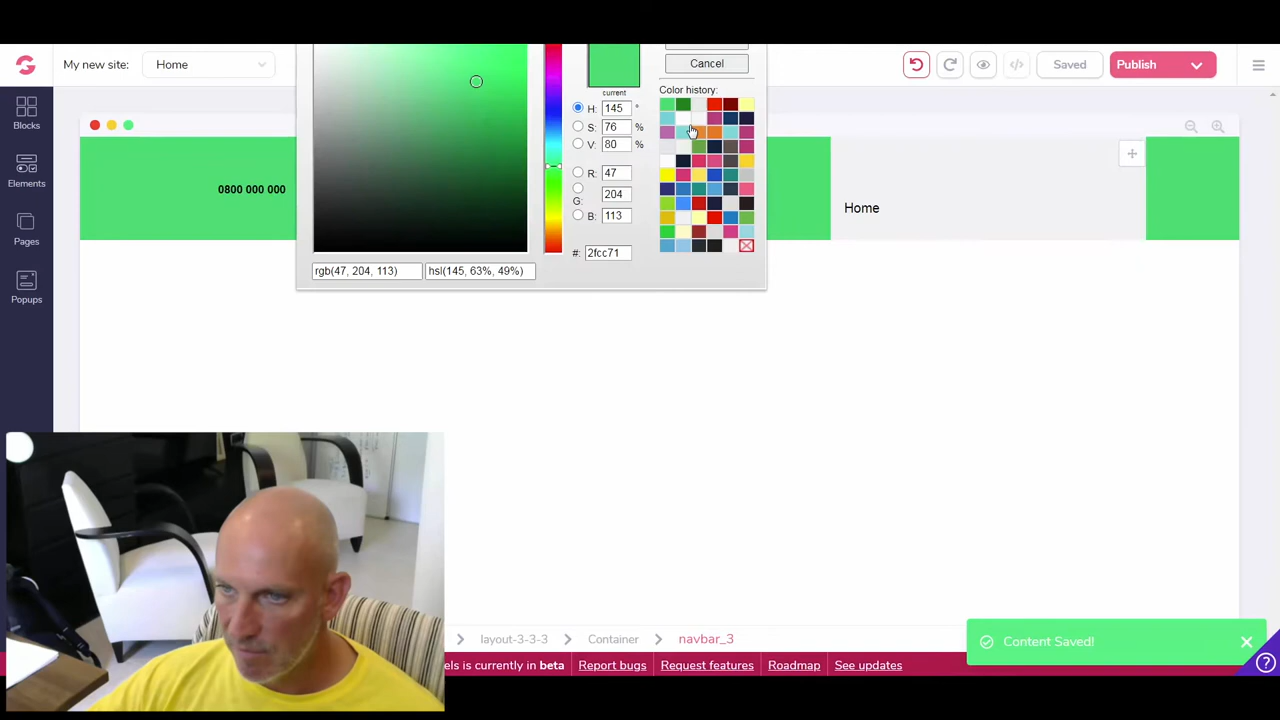 My new site:
Home
Saved
Publish
Blocks
Elements
Pages
Popups
0800 000 000
Home
current
Cancel
Color history:
H: 145 °
S: 76 %
V: 80 %
R: 47
G: 204
B: 113
#: 2fcc71
rgb(47, 204, 113)
hsl(145, 63%, 49%)
layout-3-3-3
Container
navbar_3
Content Saved!
els is currently in beta
Report bugs
Request features
Roadmap
See updates